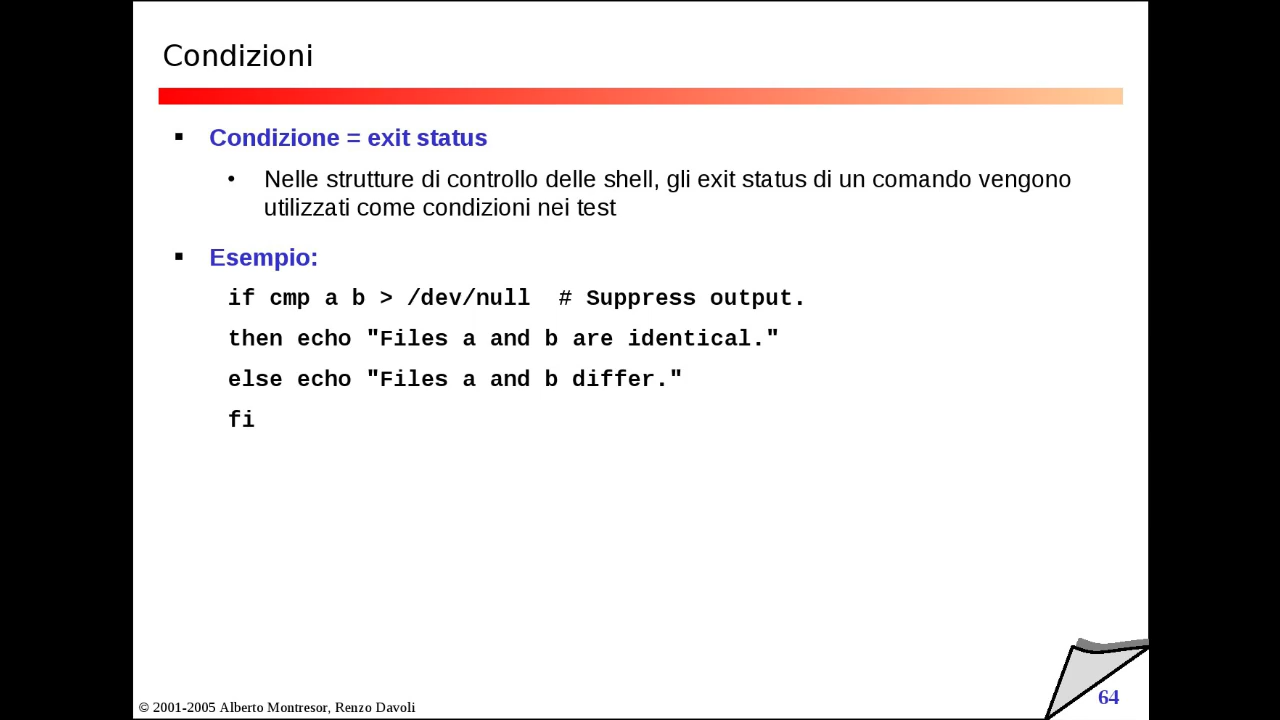 Condizioni
Condizione = exit status
Nelle strutture di controllo delle shell, gli exit status di un comando vengono
utilizzati come condizioni nei test
Esempio:
if cmp a b > /dev/null  # Suppress output.
then echo "Files a and b are identical."
else echo "Files a and b differ."
fi
© 2001-2005 Alberto Montresor, Renzo Davoli
64